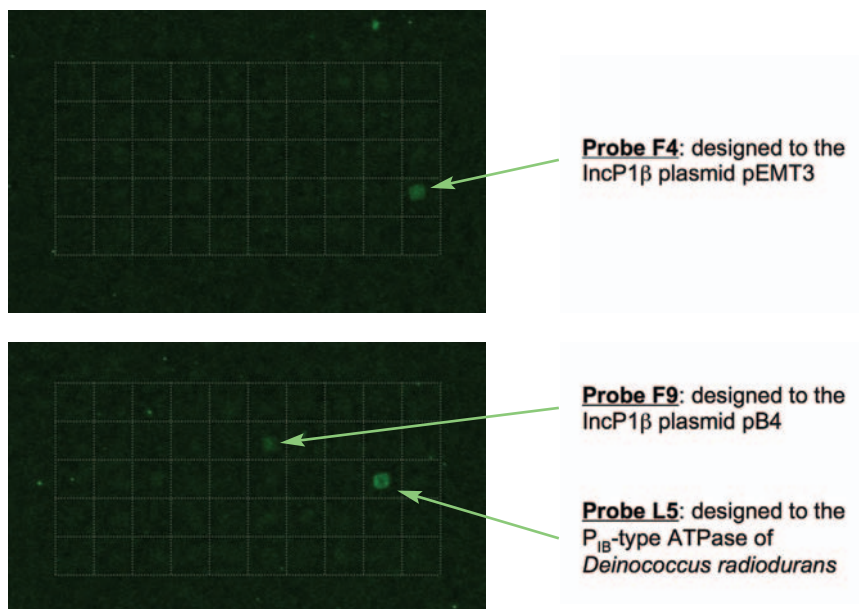 Probe F4: designed to the
IncP1β plasmid pEMT3
Probe F9: designed to the
IncP1β plasmid pB4
Probe L5: designed to the
PIB-type ATPase of
Deinococcus radiodurans